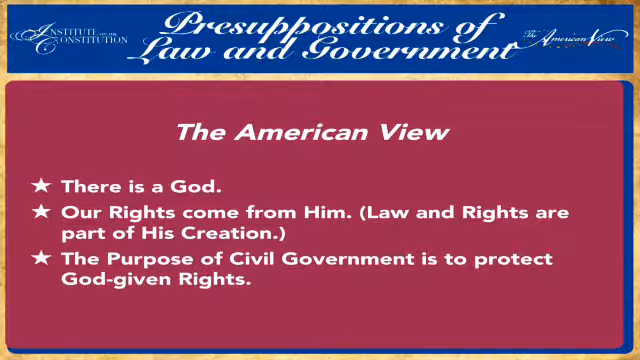 Presuppositions of
Law and Government
INSTITUTE ON THE
CONSTITUTION
The American View
The American View
★ There is a God.
★ Our Rights come from Him. (Law and Rights are
part of His Creation.)
★ The Purpose of Civil Government is to protect
God-given Rights.